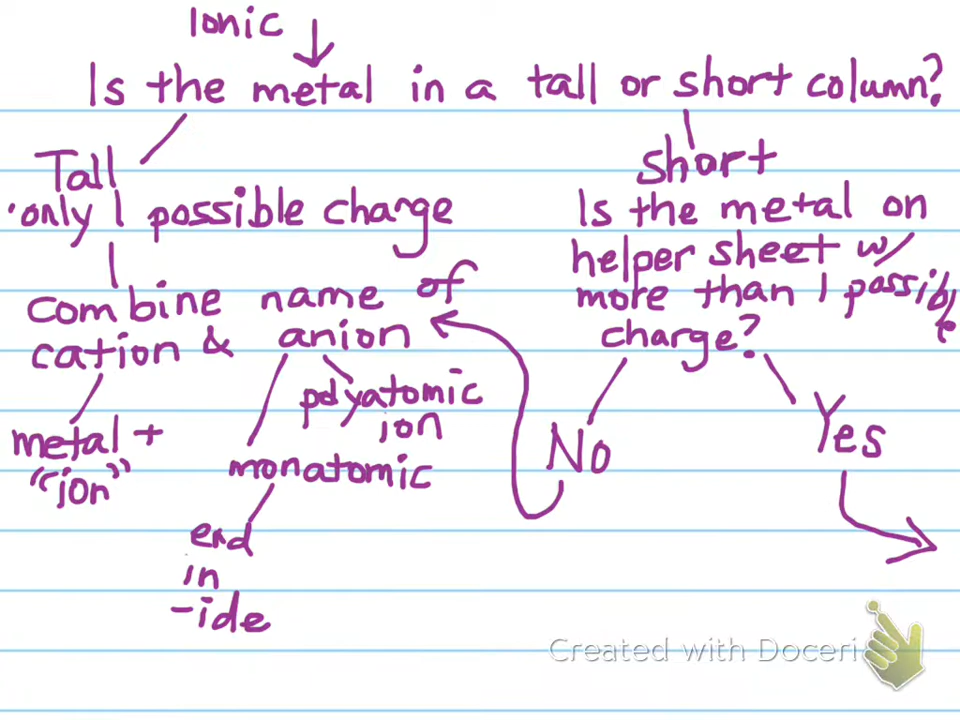 Ionic
Is the metal in a tall or short column?
Tall
only 1 possible charge
combine name of
cation & anion
metal +
"ion"
polyatomic
ion
monatomic
end
in
-ide
short
Is the metal on
helper sheet w/
more than 1 possible
charge?
No
Yes
Created with Doceri